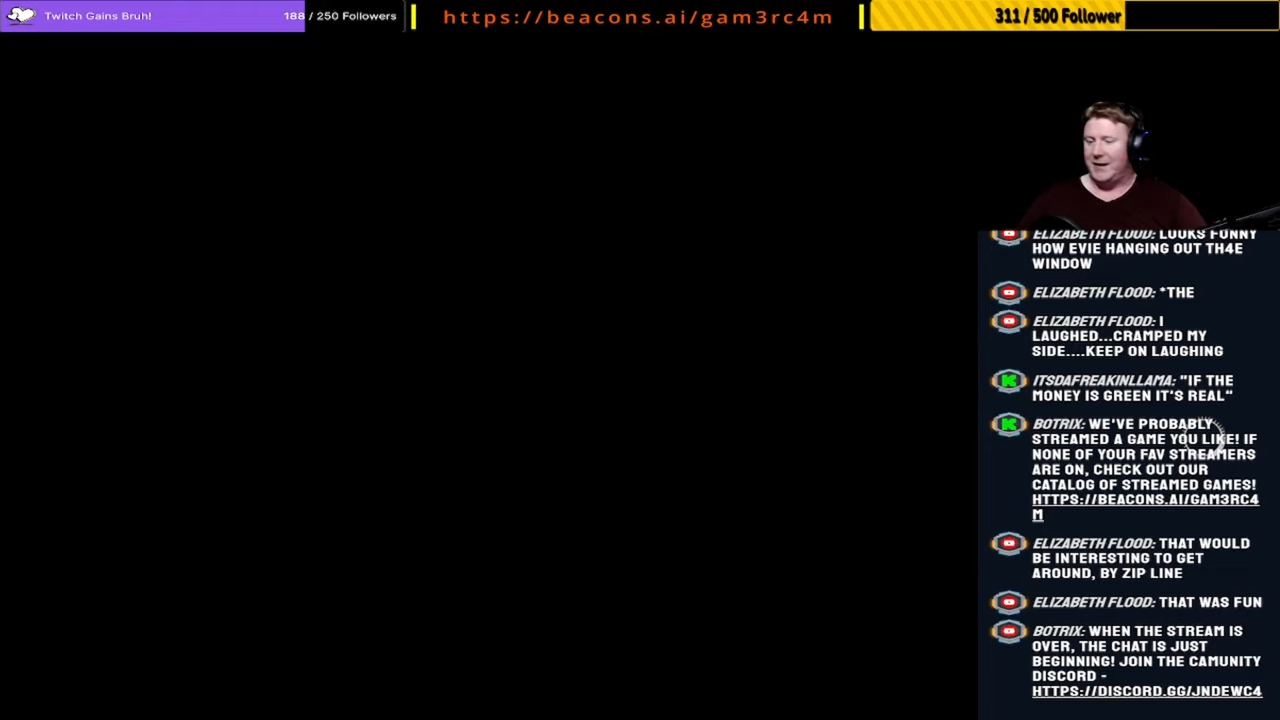 Twitch Gains Bruh!
188 / 250 Followers
https://beacons.ai/gam3rc4m
311 / 500 Follower
ELIZABETH FLOOD: LOOKS FUNNY
HOW EVIE HANGING OUT TH4E
WINDOW
ELIZABETH FLOOD: *THE
ELIZABETH FLOOD: I
LAUGHED...CRAMPED MY
SIDE....KEEP ON LAUGHING
ITSDAFREAKINLLAMA: "IF THE
MONEY IS GREEN IT'S REAL"
BOTRIX: WE'VE PROBABLY
STREAMED A GAME YOU LIKE! IF
NONE OF YOUR FAV STREAMERS
ARE ON, CHECK OUT OUR
CATALOG OF STREAMED GAMES!
HTTPS://BEACONS.AI/GAM3RC4
M
ELIZABETH FLOOD: THAT WOULD
BE INTERESTING TO GET
AROUND, BY ZIP LINE
ELIZABETH FLOOD: THAT WAS FUN
BOTRIX: WHEN THE STREAM IS
OVER, THE CHAT IS JUST
BEGINNING! JOIN THE CAMUNITY
DISCORD -
HTTPS://DISCORD.GG/JNDEWC4